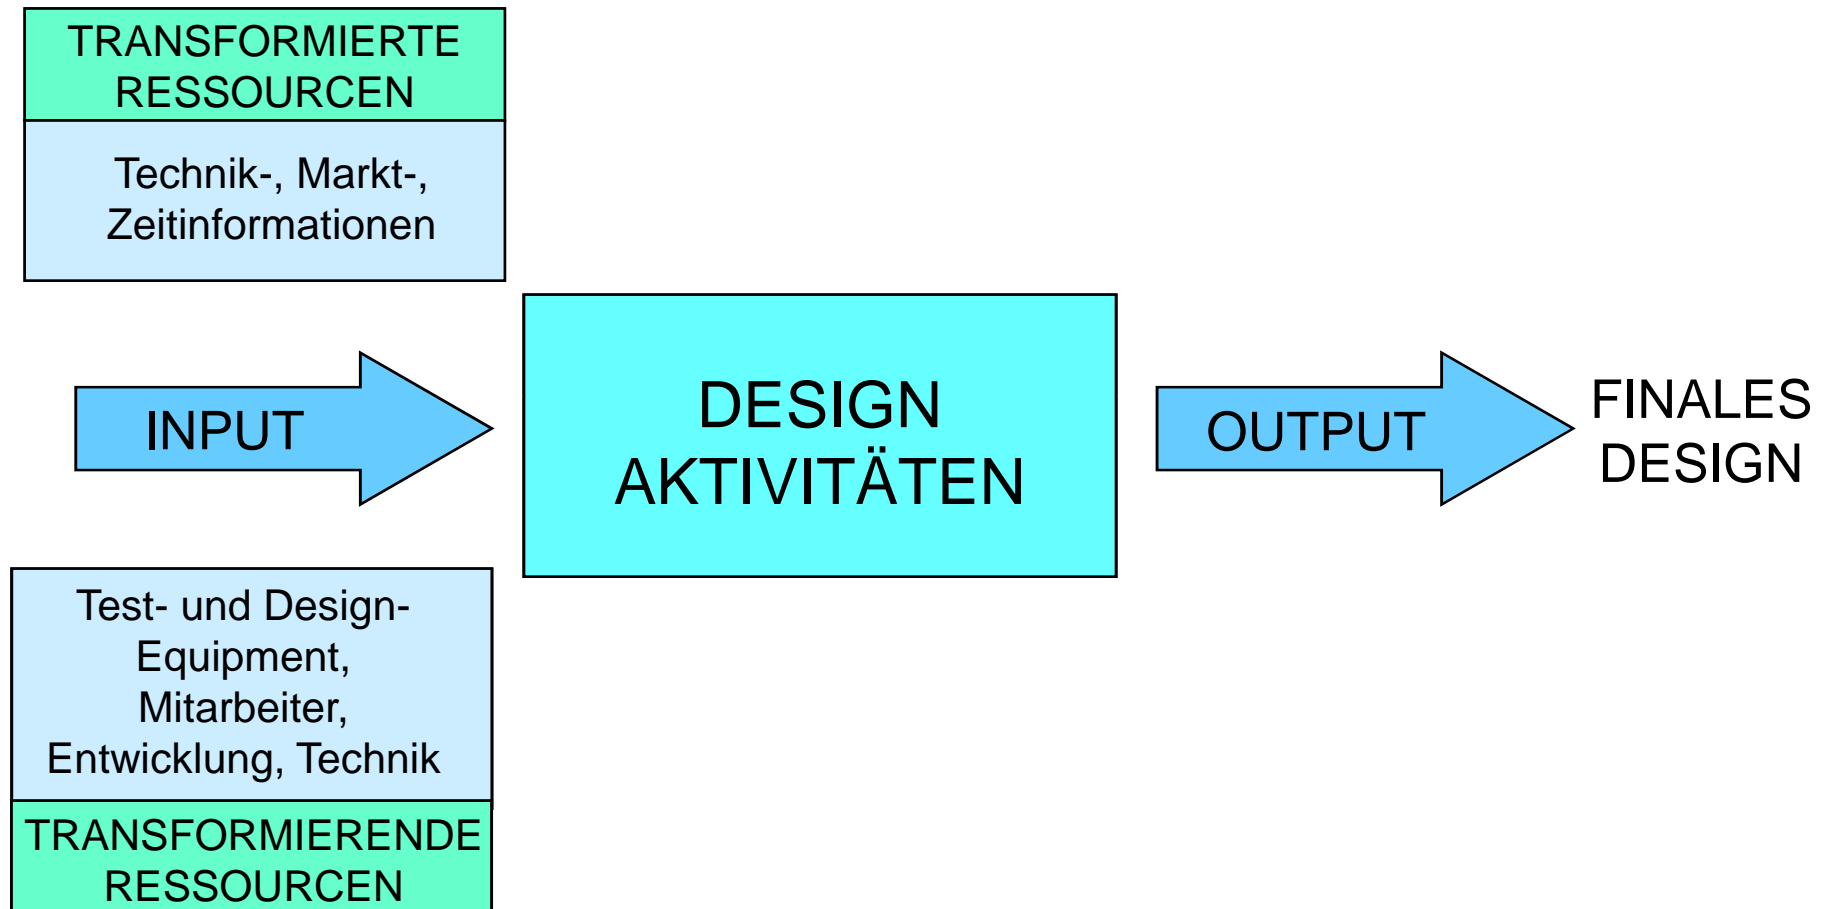 TRANSFORMIERTE
RESSOURCEN
Technik-, Markt-,
Zeitinformationen
INPUT
DESIGN
AKTIVITÄTEN
OUTPUT
FINALES
DESIGN
Test- und Design-
Equipment,
Mitarbeiter,
Entwicklung, Technik
TRANSFORMIERENDE
RESSOURCEN